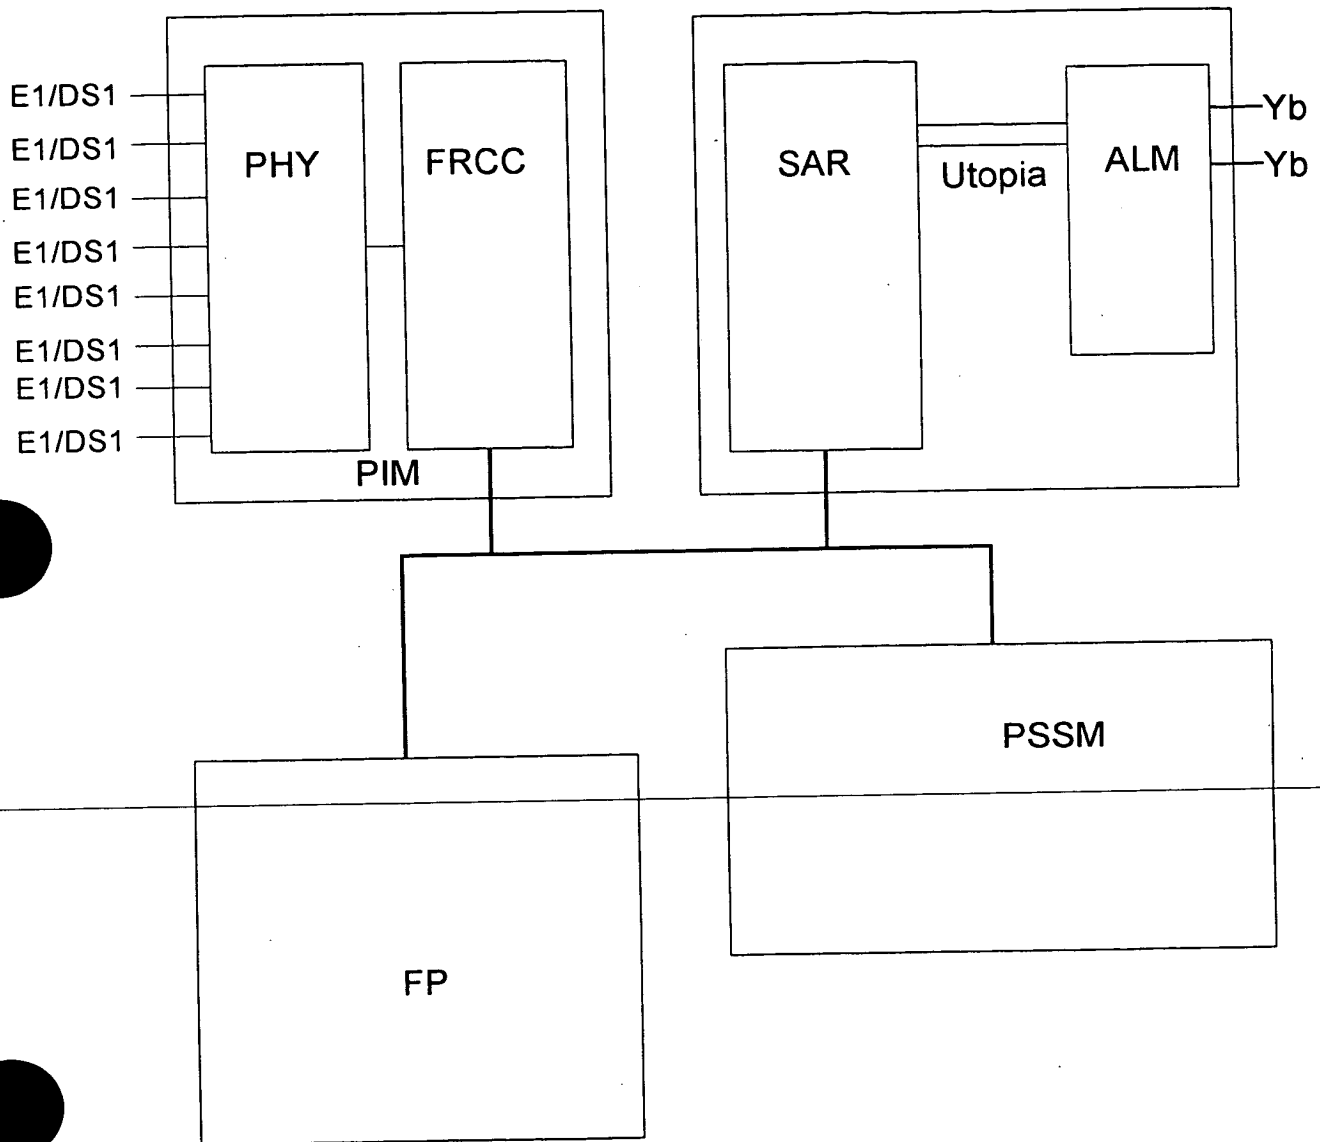 E1/DS1
E1/DS1
E1/DS1
E1/DS1
E1/DS1
E1/DS1
E1/DS1
E1/DS1
PHY
FRCC
PIM
SAR
Utopia
ALM
Yb
Yb
PSSM
FP